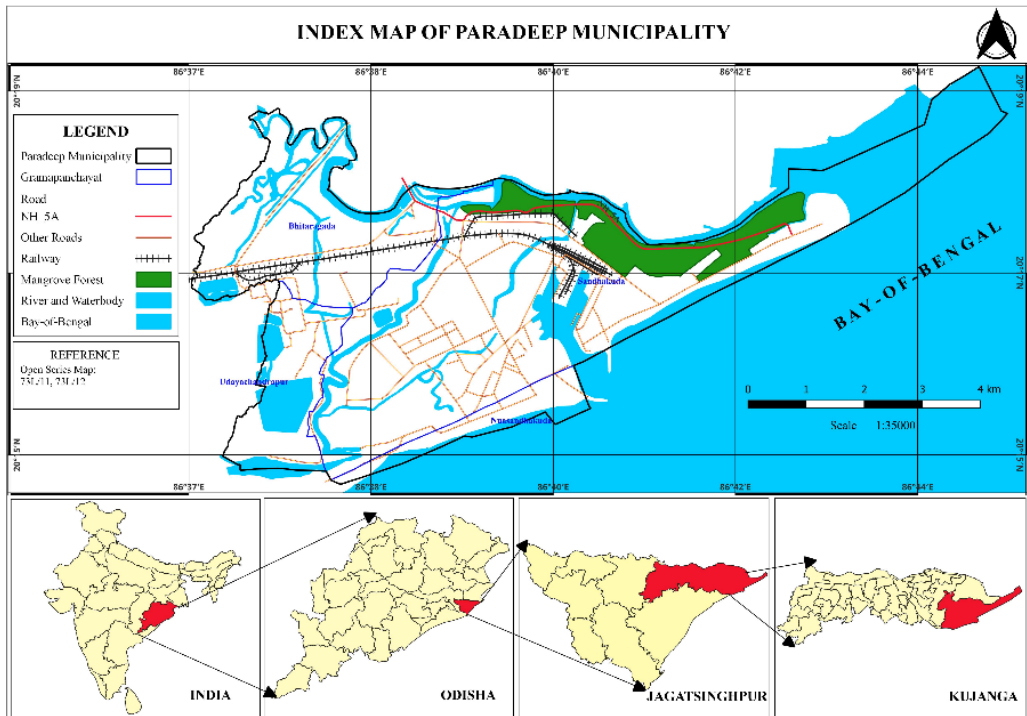 INDEX MAP OF PARADEEP MUNICIPALITY
86°37'E 86°38'E 86°40'E 86°42'E 86°44'E
20°19'N 20°19'N
LEGEND
Paradeep Municipality
Gramapanchayat
Road
NH_5A
Other Roads
Railway
Mangrove Forest
River and Waterbody
Bay-of-Bengal
REFERENCE
Open Series Map:
73L/11, 73L/12
Bhitaragada
20°17'N
Sandhakuda
BAY-OF-BENGAL
Udayachandrapur
Nuasandhakuda
0 1 2 3 4 km
Scale 1:35000
20°15'N 20°15'N
86°37'E 86°38'E 86°40'E 86°42'E 86°44'E
INDIA
ODISHA
JAGATSINGHPUR
KUJANGA